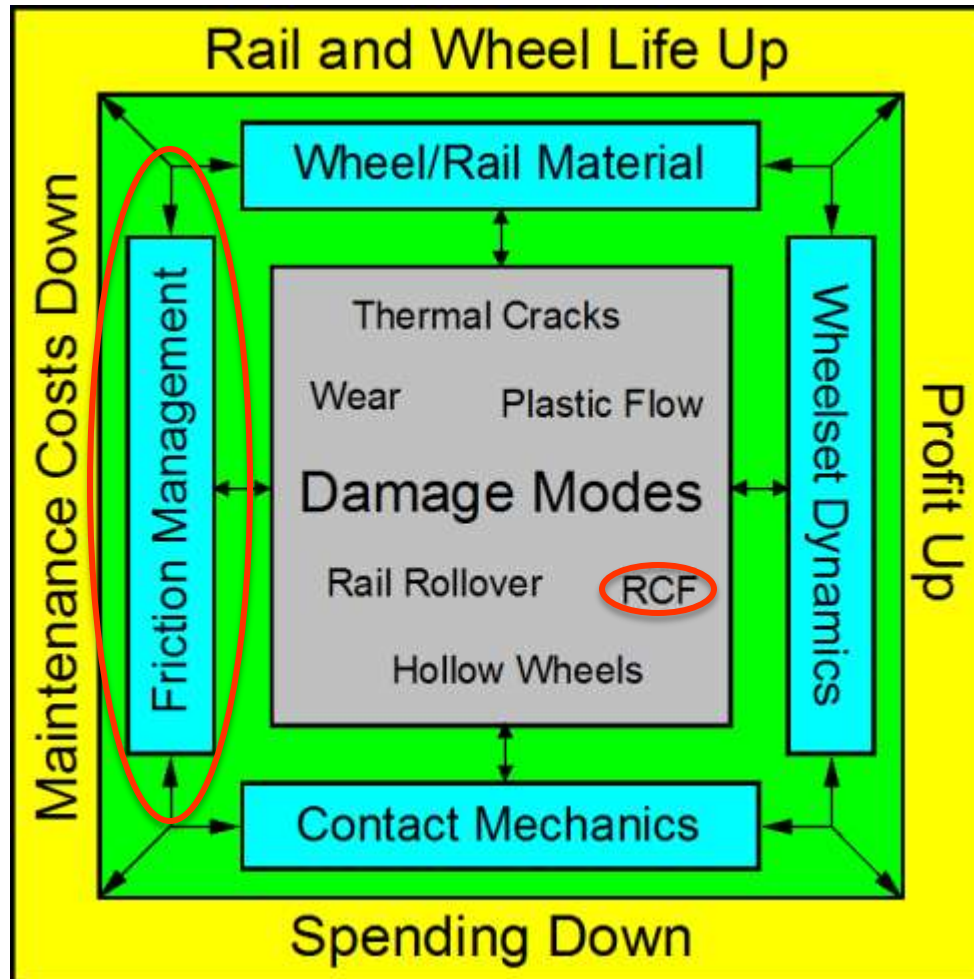 Rail and Wheel Life Up
Maintenance Costs Down
Wheel/Rail Material
Friction Management
Thermal Cracks
Wear
Plastic Flow
Damage Modes
Rail Rollover
RCF
Hollow Wheels
Wheelset Dynamics
Profit Up
Contact Mechanics
Spending Down